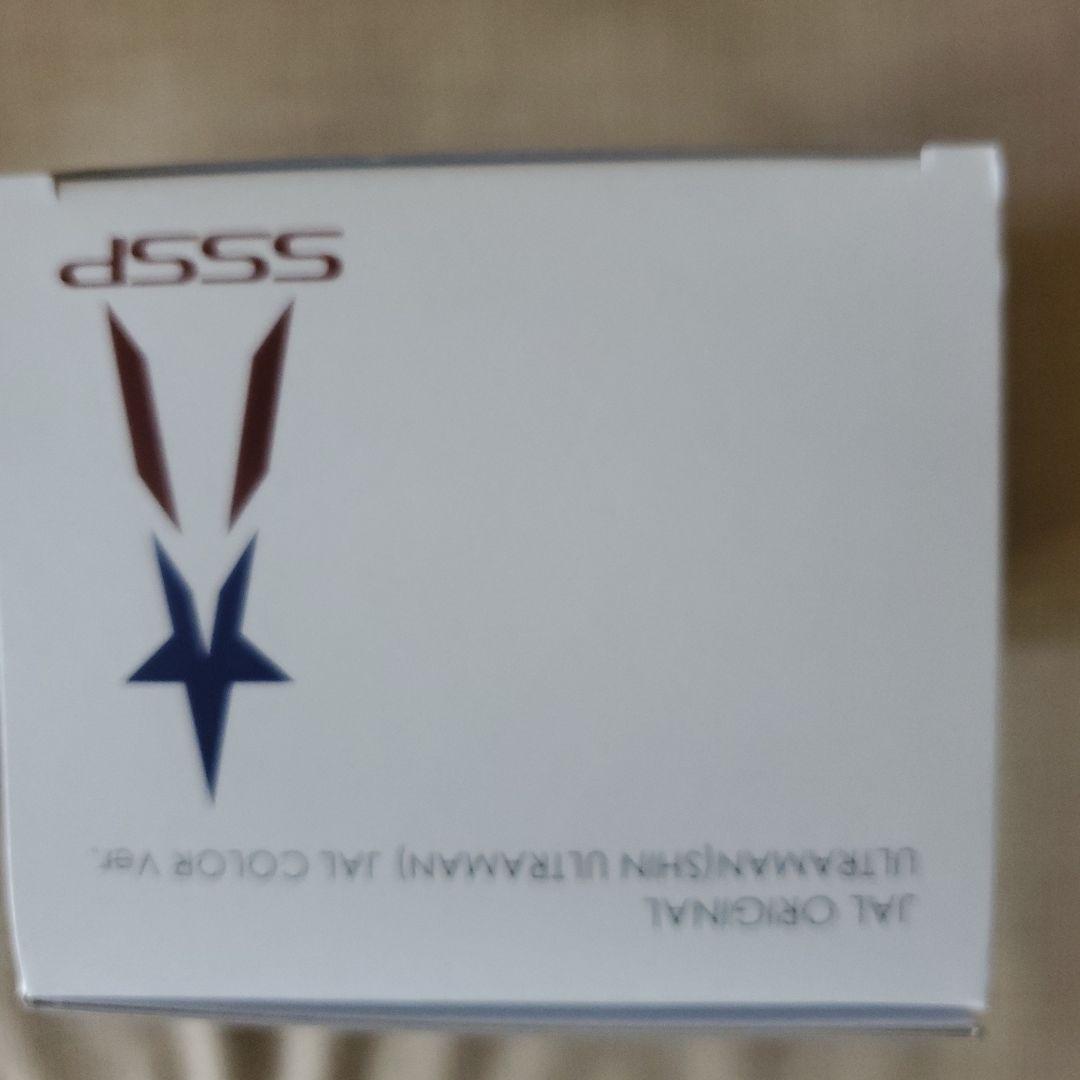 JAL ORIGINAL
ULTRAMAN(SHIN ULTRAMAN) JAL COLOR Ver.
SSSP